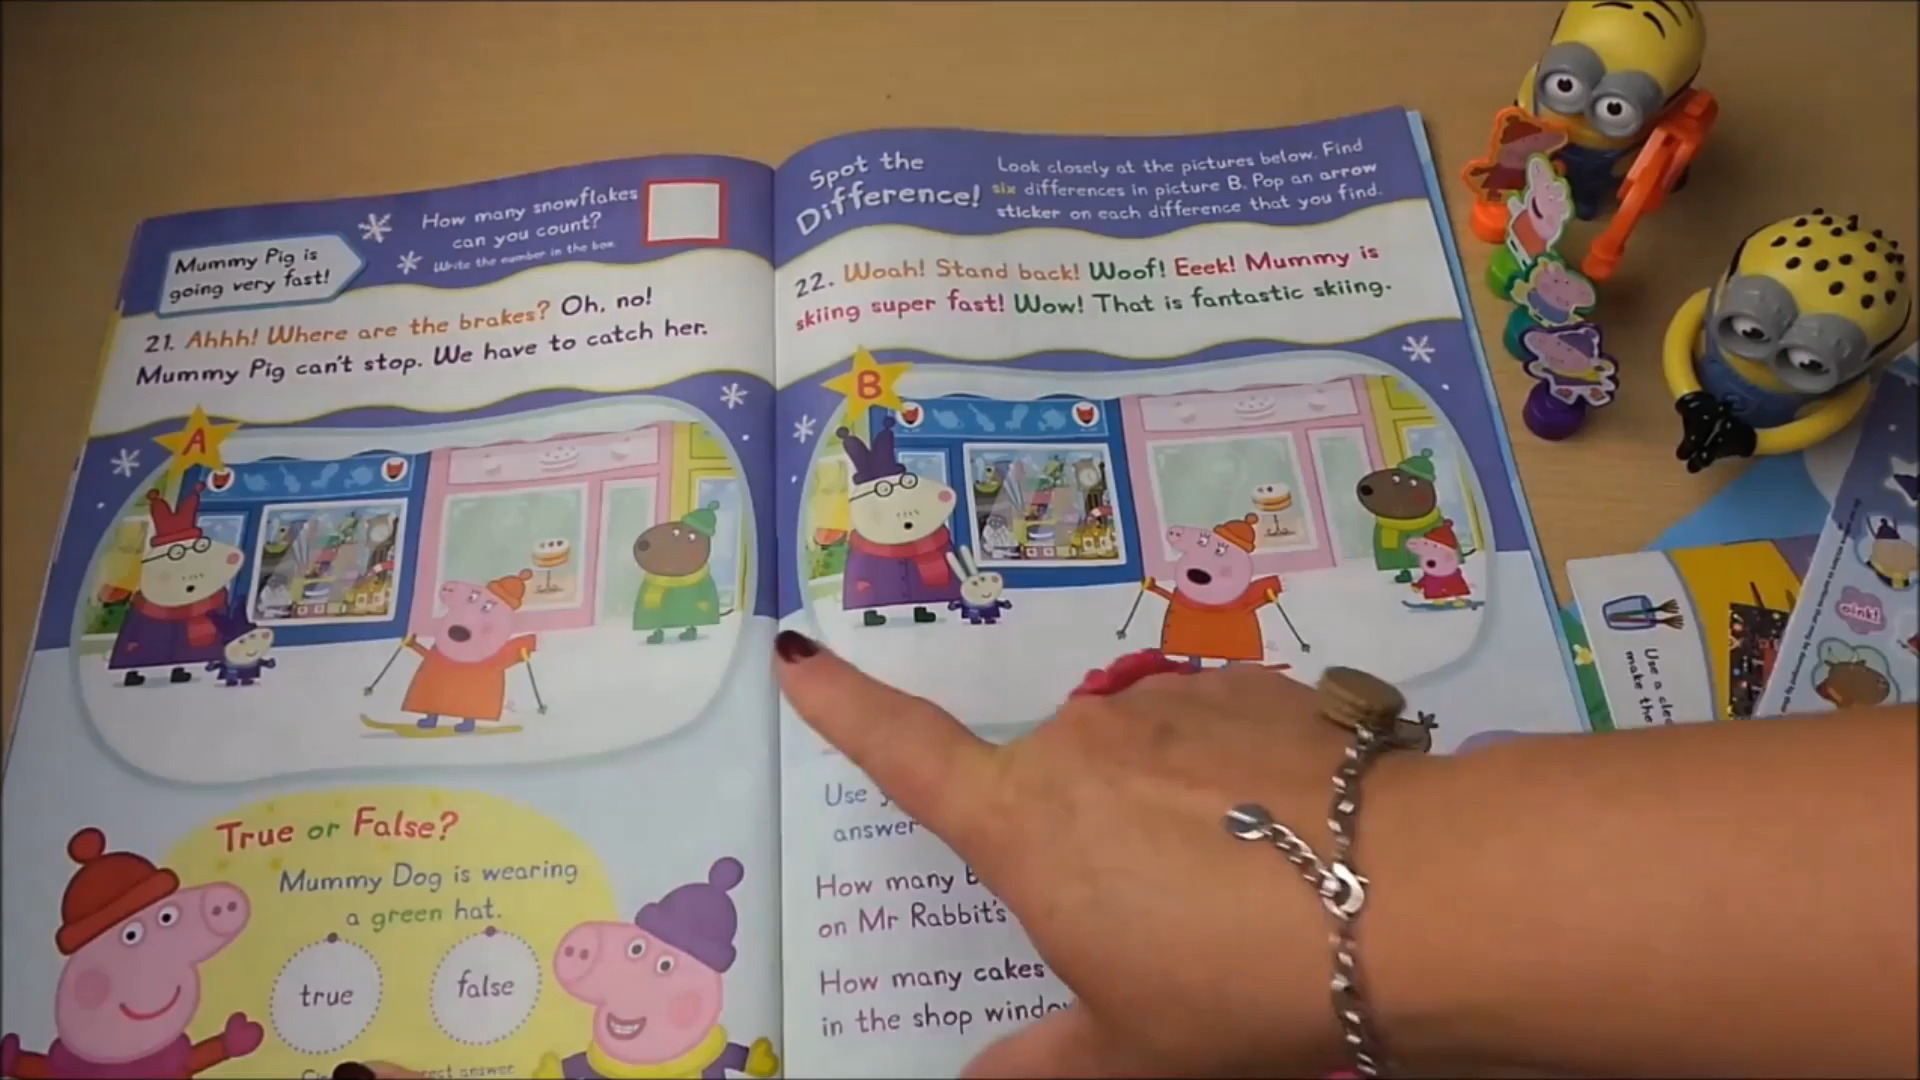 Mummy Pig is
going very fast!
How many snowflakes
can you count?
Write the number in the box.
21. Ahhh! Where are the brakes? Oh, no!
Mummy Pig can't stop. We have to catch her.
A
True or False?
Mummy Dog is wearing
a green hat.
true
false
answer
Spot the
Difference!
Look closely at the pictures below. Find
six differences in picture B. Pop an arrow
sticker on each difference that you find.
22. Woah! Stand back! Woof! Eeek! Mummy is
skiing super fast! Wow! That is fantastic skiing.
B
Use
answer
How many
on Mr Rabbit's
How many cakes
in the shop window
Use a
make the
oink!